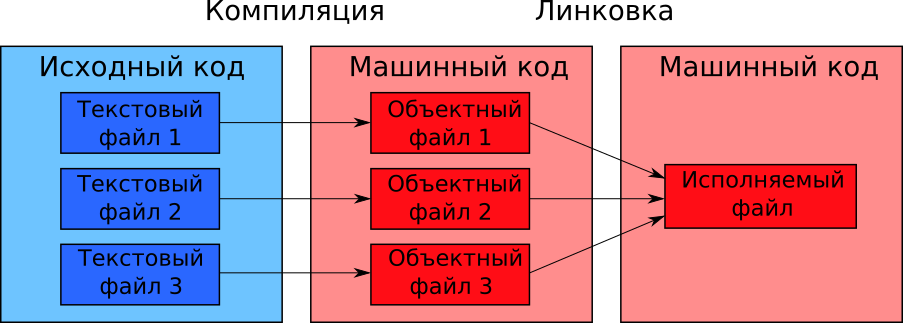 Компиляция
Линковка
Исходный код
Текстовый
файл 1
Текстовый
файл 2
Текстовый
файл 3
Машинный код
Объектный
файл 1
Объектный
файл 2
Объектный
файл 3
Машинный код
Исполняемый
файл